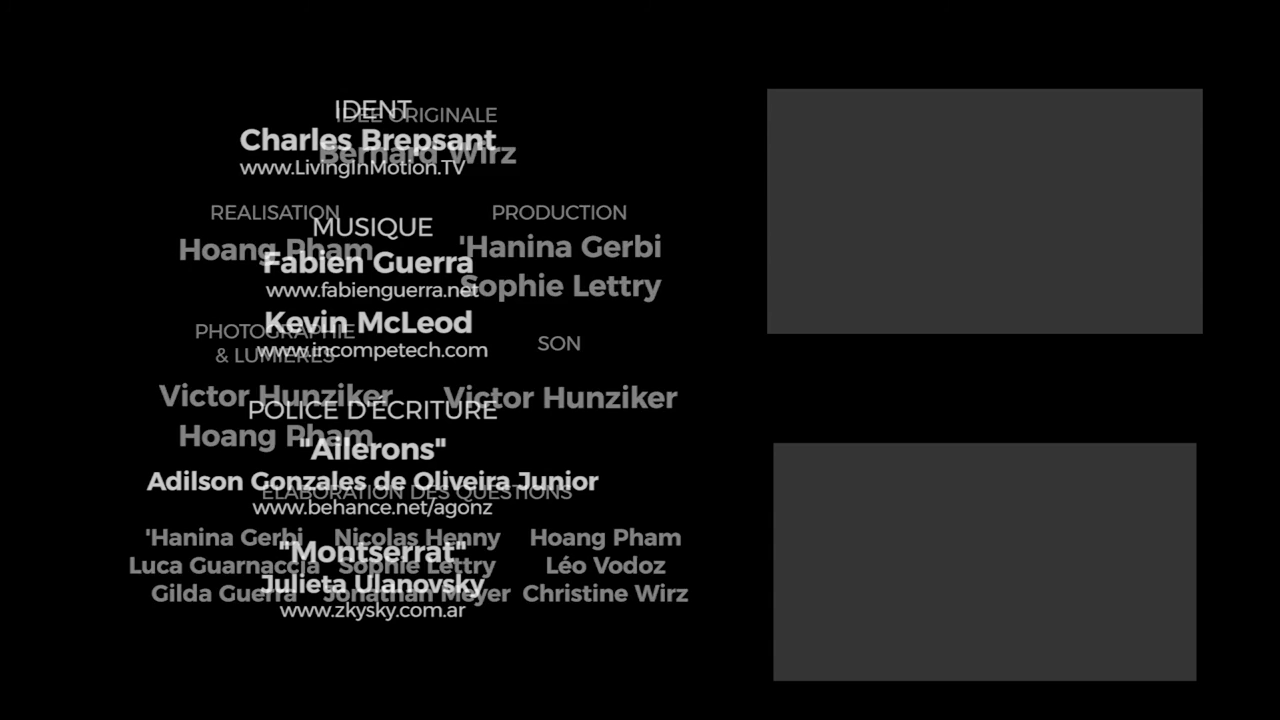 IDENT
Charles Brepsant
www.LivingInMotion.TV
MUSIQUE
Fabien Guerra
www.fabienguerra.net
Kevin McLeod
www.incompetech.com
POLICE D'ÉCRITURE
"Ailerons"
Adilson Gonzales de Oliveira Junior
www.behance.net/agonz
"Montserrat"
Julieta Ulanovsky
www.zkysky.com.ar
IDÉE ORIGINALE
Bernard Wirz
REALISATION
Hoang Pham
PRODUCTION
'Hanina Gerbi
Sophie Lettry
PHOTOGRAPHIE
& LUMIÈRES
Victor Hunziker
Hoang Pham
SON
Victor Hunziker
ELABORATION DES QUESTIONS
'Hanina Gerbi Nicolas Henny Hoang Pham
Luca Guarnaccia Sophie Lettry Léo Vodoz
Gilda Guerra Jonathan Meyer Christine Wirz